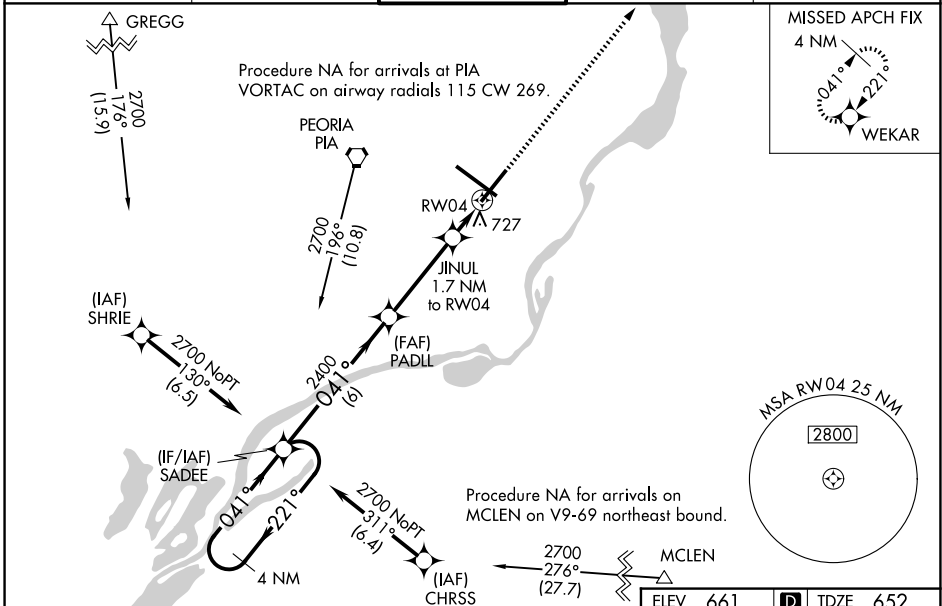 GREGG
2700
176°
(15.9)
Procedure NA for arrivals at PIA
VORTAC on airway radials 115 CW 269.
MISSED APCH FIX
4 NM
041°
221°
WEKAR
PEORIA
PIA
2700
196°
(10.8)
RW04
727
JINUL
1.7 NM
to RW04
(IAF)
SHRIE
2700 NoPT
130°
(6.5)
(FAF)
PADLL
2400
041°
(6)
MSA RW04 25 NM
2800
(IF/IAF)
SADEE
041°
221°
4 NM
2700 NoPT
311°
(6.4)
(IAF)
CHRSS
Procedure NA for arrivals on
MCLEN on V9-69 northeast bound.
2700
276°
(27.7)
MCLEN
ELEV 661 D TDZE 652